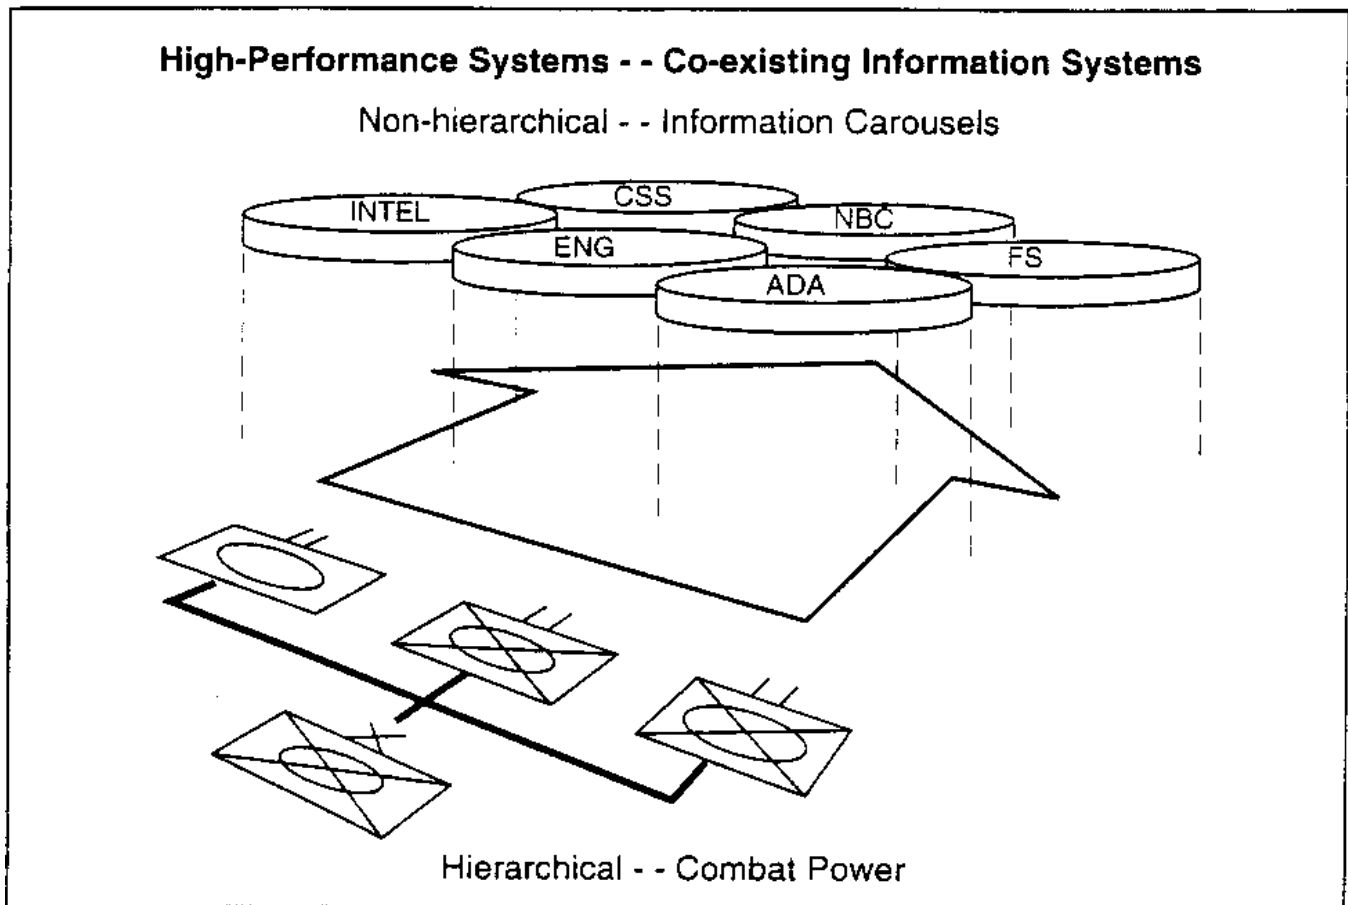 High-Performance Systems - - Co-existing Information Systems
Non-hierarchical - - Information Carousels
CSS
INTEL
NBC
ENG
FS
ADA
Hierarchical - - Combat Power